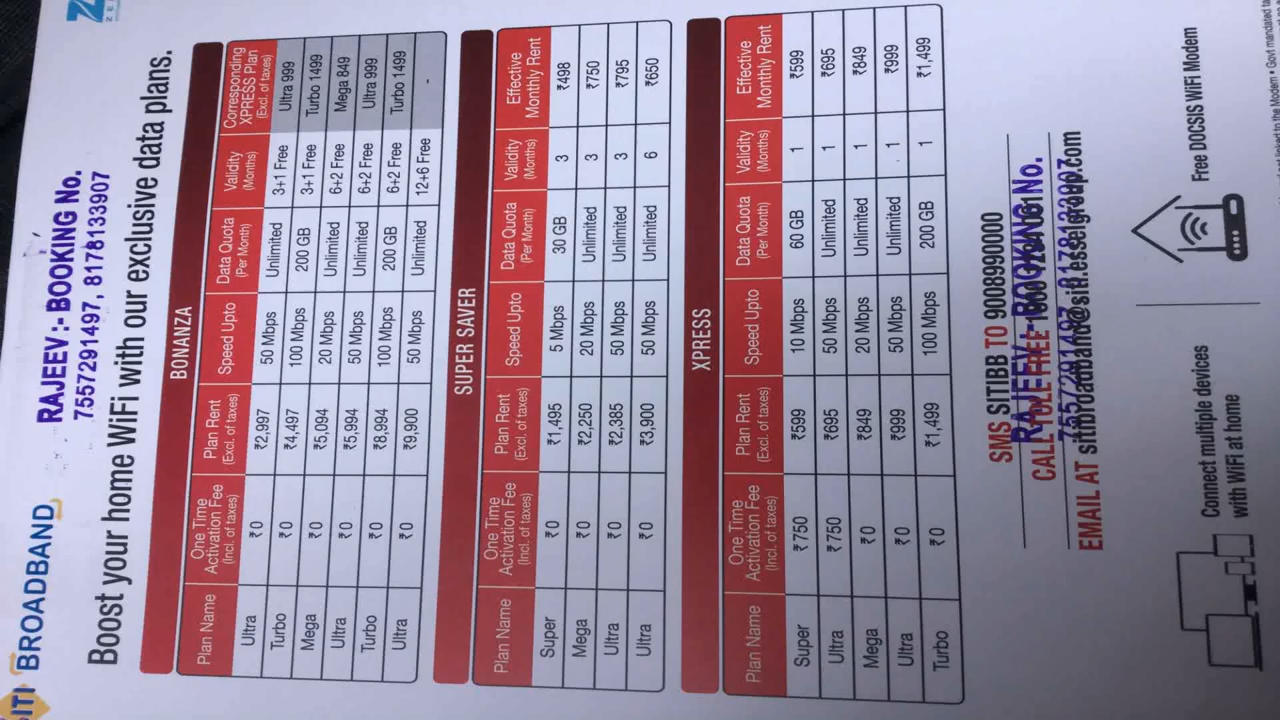 SITI BROADBAND
RAJEEV:- BOOKING No.
7557291497, 8178133907
Boost your home WiFi with our exclusive data plans.
BONANZA
Plan Name One Time Activation Fee (Incl. of taxes) Plan Rent (Excl. of taxes) Speed Upto Data Quota (Per Month) Validity (Months) Corresponding XPRESS Plan (Excl. of taxes)
Ultra ₹0 ₹2,997 50 Mbps Unlimited 3+1 Free Ultra 999
Turbo ₹0 ₹4,497 100 Mbps 200 GB 3+1 Free Turbo 1499
Mega ₹0 ₹5,094 20 Mbps Unlimited 6+2 Free Mega 849
Ultra ₹0 ₹5,994 50 Mbps Unlimited 6+2 Free Ultra 999
Turbo ₹0 ₹8,994 100 Mbps 200 GB 6+2 Free Turbo 1499
Ultra ₹0 ₹9,900 50 Mbps Unlimited 12+6 Free -
SUPER SAVER
Plan Name One Time Activation Fee (Incl. of taxes) Plan Rent (Excl. of taxes) Speed Upto Data Quota (Per Month) Validity (Months) Effective Monthly Rent
Super ₹0 ₹1,495 5 Mbps 30 GB 3 ₹498
Mega ₹0 ₹2,250 20 Mbps Unlimited 3 ₹750
Ultra ₹0 ₹2,385 50 Mbps Unlimited 3 ₹795
Ultra ₹0 ₹3,900 50 Mbps Unlimited 6 ₹650
XPRESS
Plan Name One Time Activation Fee (Incl. of taxes) Plan Rent (Excl. of taxes) Speed Upto Data Quota (Per Month) Validity (Months) Effective Monthly Rent
Super ₹750 ₹599 10 Mbps 60 GB 1 ₹599
Ultra ₹750 ₹695 50 Mbps Unlimited 1 ₹695
Mega ₹0 ₹849 20 Mbps Unlimited 1 ₹849
Ultra ₹0 ₹999 50 Mbps Unlimited 1 ₹999
Turbo ₹0 ₹1,499 100 Mbps 200 GB 1 ₹1,499
SMS SITIBB TO 9008990000
RAJEEV:- BOOKING No.
CALL TOLL FREE
7557291497, 8178133907
EMAIL AT sitibroadband@siti.esselgroup.com
Connect multiple devices
with WiFi at home
Free DOCSIS WiFi Modem
linked to the Modem • Govt mandated